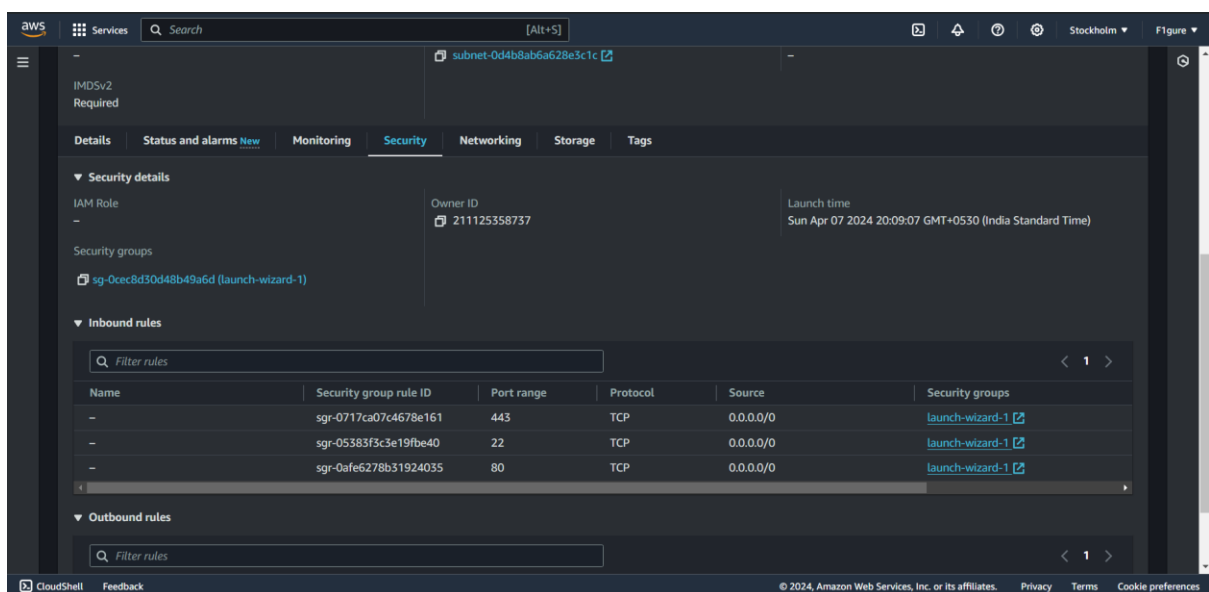 aws Services Search [Alt+S] Stockholm ▼ F1gure ▼
– subnet-0d4b8ab6a628e3c1c –
IMDSv2
Required
Details Status and alarms New Monitoring Security Networking Storage Tags
▼ Security details
IAM Role Owner ID Launch time
– 211125358737 Sun Apr 07 2024 20:09:07 GMT+0530 (India Standard Time)
Security groups
sg-0cec8d30d48b49a6d (launch-wizard-1)
▼ Inbound rules
Filter rules < 1 >
Name Security group rule ID Port range Protocol Source Security groups
– sgr-0717ca07c4678e161 443 TCP 0.0.0.0/0 launch-wizard-1
– sgr-05383f3c3e19fbe40 22 TCP 0.0.0.0/0 launch-wizard-1
– sgr-0afe6278b31924035 80 TCP 0.0.0.0/0 launch-wizard-1
▼ Outbound rules
Filter rules < 1 >
CloudShell Feedback © 2024, Amazon Web Services, Inc. or its affiliates. Privacy Terms Cookie preferences